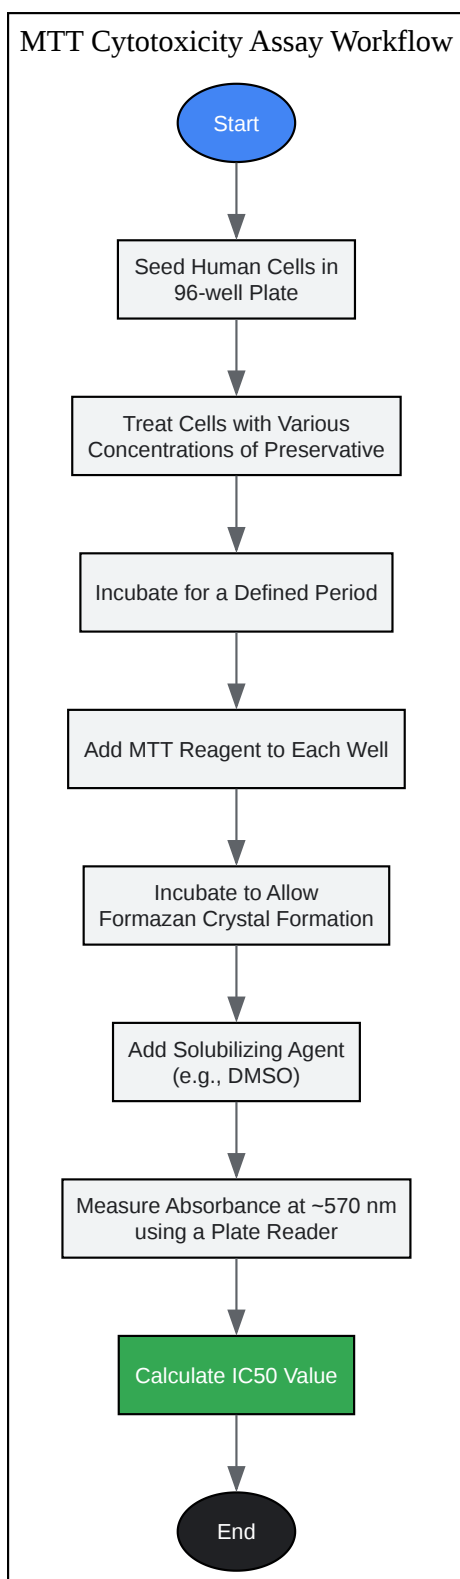 MTT Cytotoxicity Assay Workflow
Start
Seed Human Cells in
96-well Plate
Treat Cells with Various
Concentrations of Preservative
Incubate for a Defined Period
Add MTT Reagent to Each Well
Incubate to Allow
Formazan Crystal Formation
Add Solubilizing Agent
(e.g., DMSO)
Measure Absorbance at ~570 nm
using a Plate Reader
Calculate IC50 Value
End